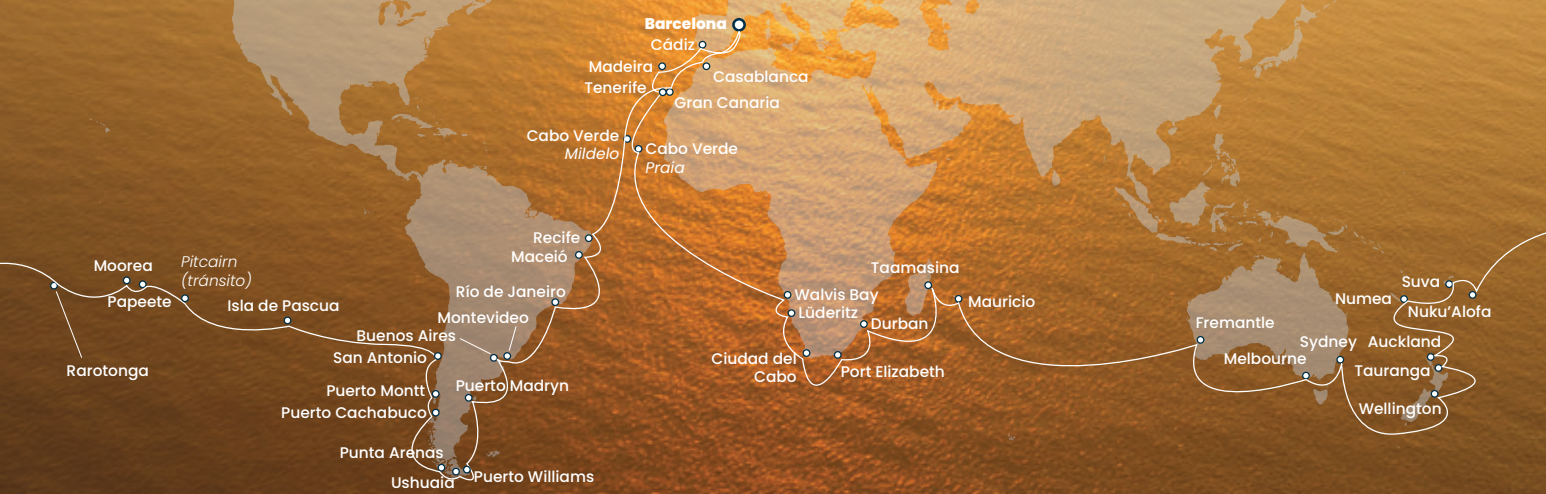 Barcelona
Cádiz
Madeira
Casablanca
Tenerife
Gran Canaria
Cabo Verde
Mildelo
Cabo Verde
Praia
Recife
Maceió
Río de Janeiro
Montevideo
Buenos Aires
San Antonio
Puerto Madryn
Puerto Montt
Puerto Cachabuco
Punta Arenas
Ushuaia
Puerto Williams
Isla de Pascua
Pitcairn
(tránsito)
Moorea
Papeete
Rarotonga
Walvis Bay
Lüderitz
Ciudad del
Cabo
Port Elizabeth
Durban
Taamasina
Mauricio
Fremantle
Melbourne
Sydney
Auckland
Tauranga
Wellington
Numea
Suva
Nuku’Alofa